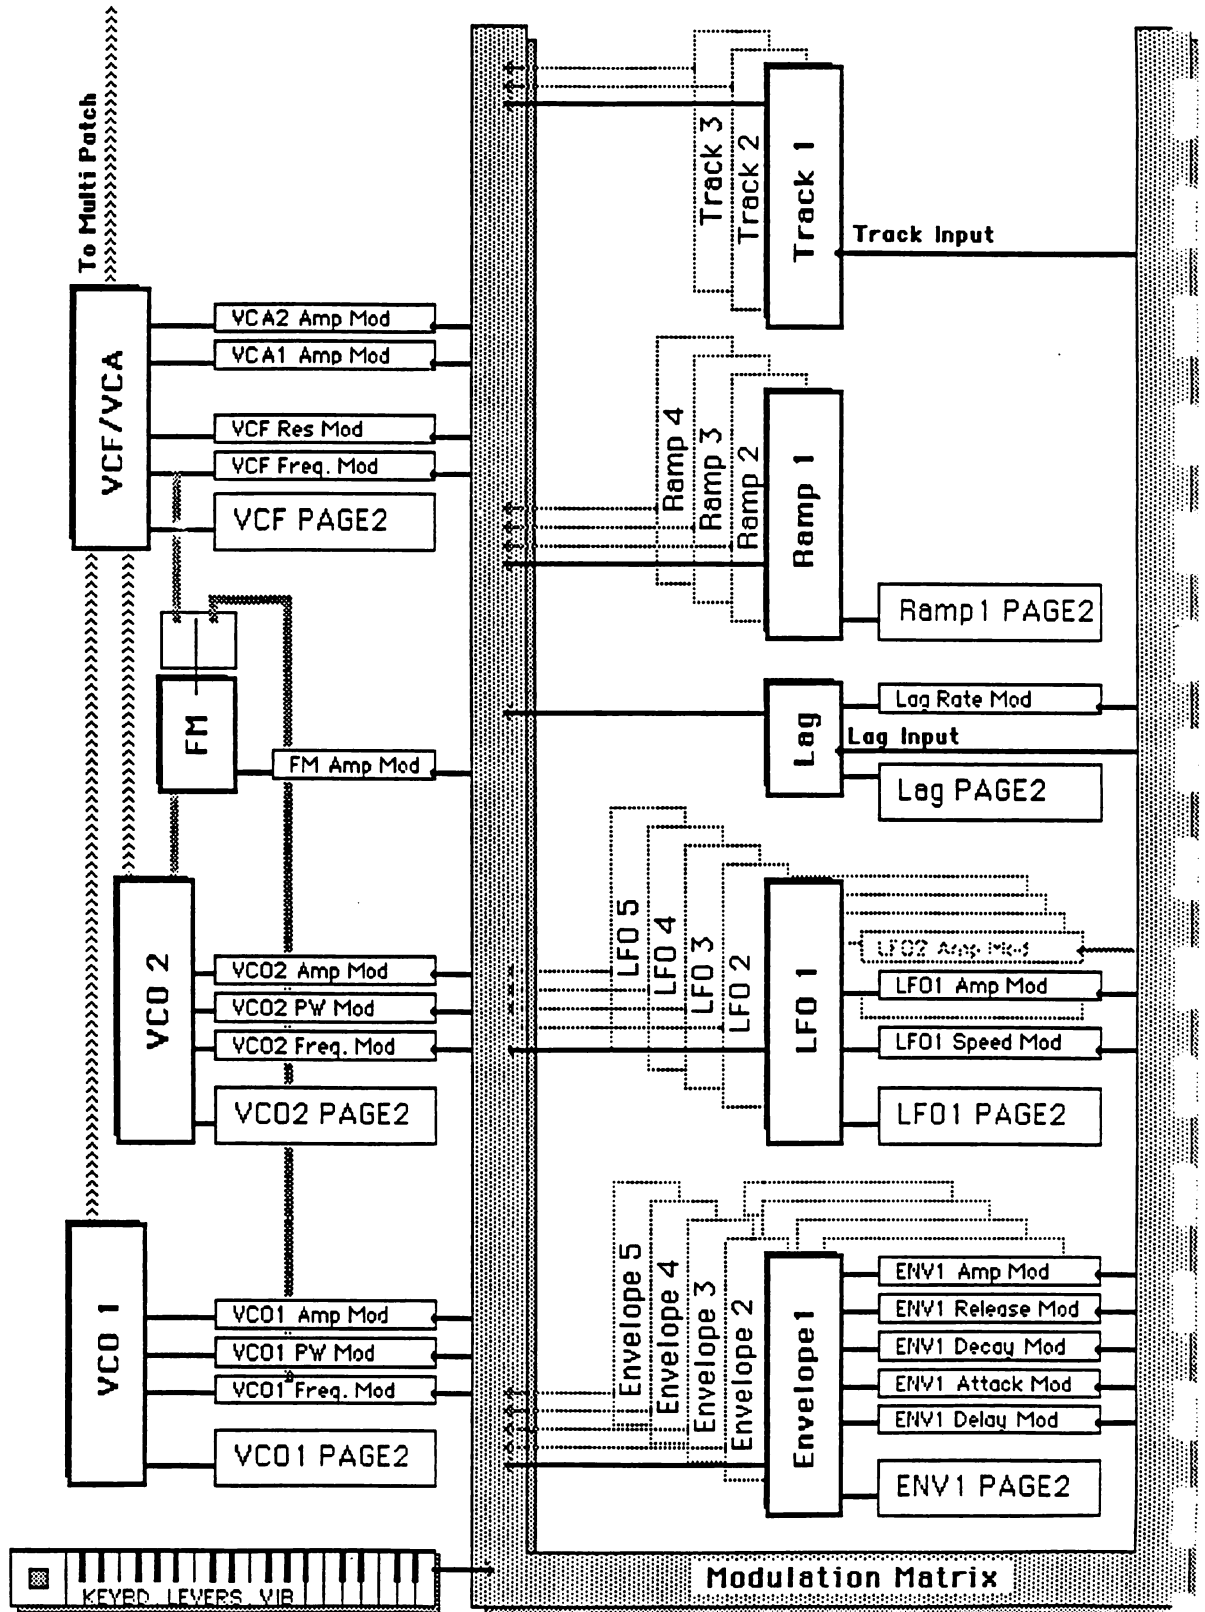 To Multi Patch
VCF/VCA
VCA2 Amp Mod
VCA1 Amp Mod
VCF Res Mod
VCF Freq. Mod
VCF PAGE2
FM
FM Amp Mod
VCO 2
VCO2 Amp Mod
VCO2 PW Mod
VCO2 Freq. Mod
VCO2 PAGE2
VCO 1
VCO1 Amp Mod
VCO1 PW Mod
VCO1 Freq. Mod
VCO1 PAGE2
KEYBD LEVERS VIB
Track 3
Track 2
Track 1
Track Input
Ramp 4
Ramp 3
Ramp 2
Ramp 1
Ramp1 PAGE2
Lag
Lag Rate Mod
Lag Input
Lag PAGE2
LFO 5
LFO 4
LFO 3
LFO 2
LFO 1
LFO2 Amp Mod
LFO1 Amp Mod
LFO1 Speed Mod
LFO1 PAGE2
Envelope 5
Envelope 4
Envelope 3
Envelope 2
Envelope1
ENV1 Amp Mod
ENV1 Release Mod
ENV1 Decay Mod
ENV1 Attack Mod
ENV1 Delay Mod
ENV1 PAGE2
Modulation Matrix